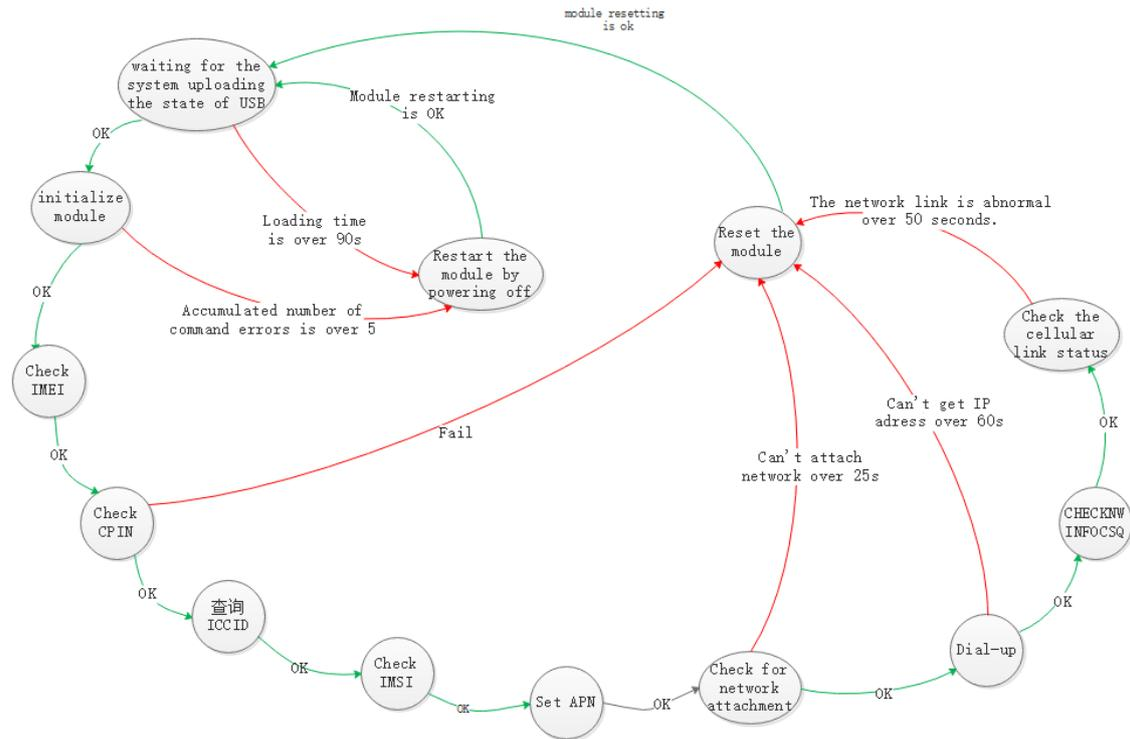 module resetting
is ok
waiting for the
system uploading
the state of USB
Module restarting
is OK
OK
initialize
module
Loading time
is over 90s
Restart the
module by
powering off
Accumulated number of
command errors is over 5
The network link is abnormal
over 50 seconds.
Reset the
module
Check the
cellular
link status
OK
Check
IMEI
Fail
Can't get IP
adress over 60s
OK
OK
Can't attach
network over 25s
Check
CPIN
CHECKNW
INFOCSQ
OK
查询
ICCID
OK
OK
Check
IMSI
OK
Set APN
OK
Check for
network
attachment
OK
Dial-up